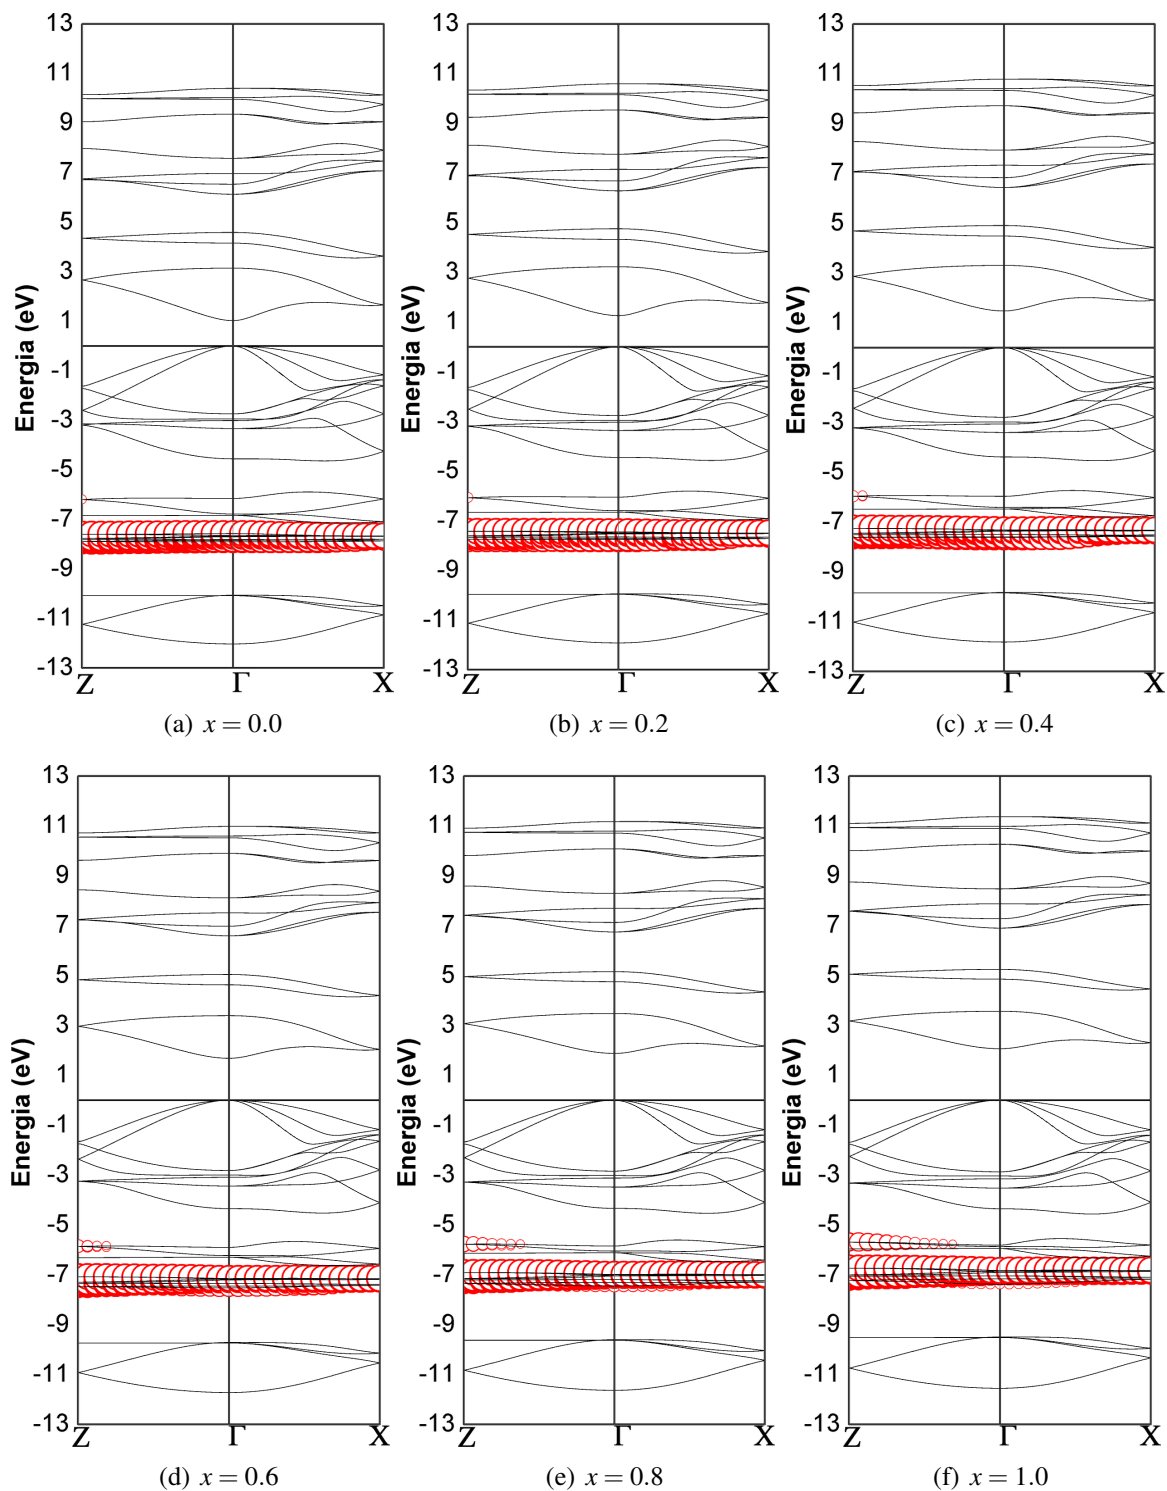 13 13 13
11 11 11
9 9 9
7 7 7
5 5 5
3 3 3
1 1 1
-1 -1 -1
-3 -3 -3
-5 -5 -5
-7 -7 -7
-9 -9 -9
-11 -11 -11
-13 -13 -13
Energia (eV) Energia (eV) Energia (eV)
Z Γ X Z Γ X Z Γ X
(a) x = 0.0 (b) x = 0.2 (c) x = 0.4
13 13 13
11 11 11
9 9 9
7 7 7
5 5 5
3 3 3
1 1 1
-1 -1 -1
-3 -3 -3
-5 -5 -5
-7 -7 -7
-9 -9 -9
-11 -11 -11
-13 -13 -13
Energia (eV) Energia (eV) Energia (eV)
Z Γ X Z Γ X Z Γ X
(d) x = 0.6 (e) x = 0.8 (f) x = 1.0